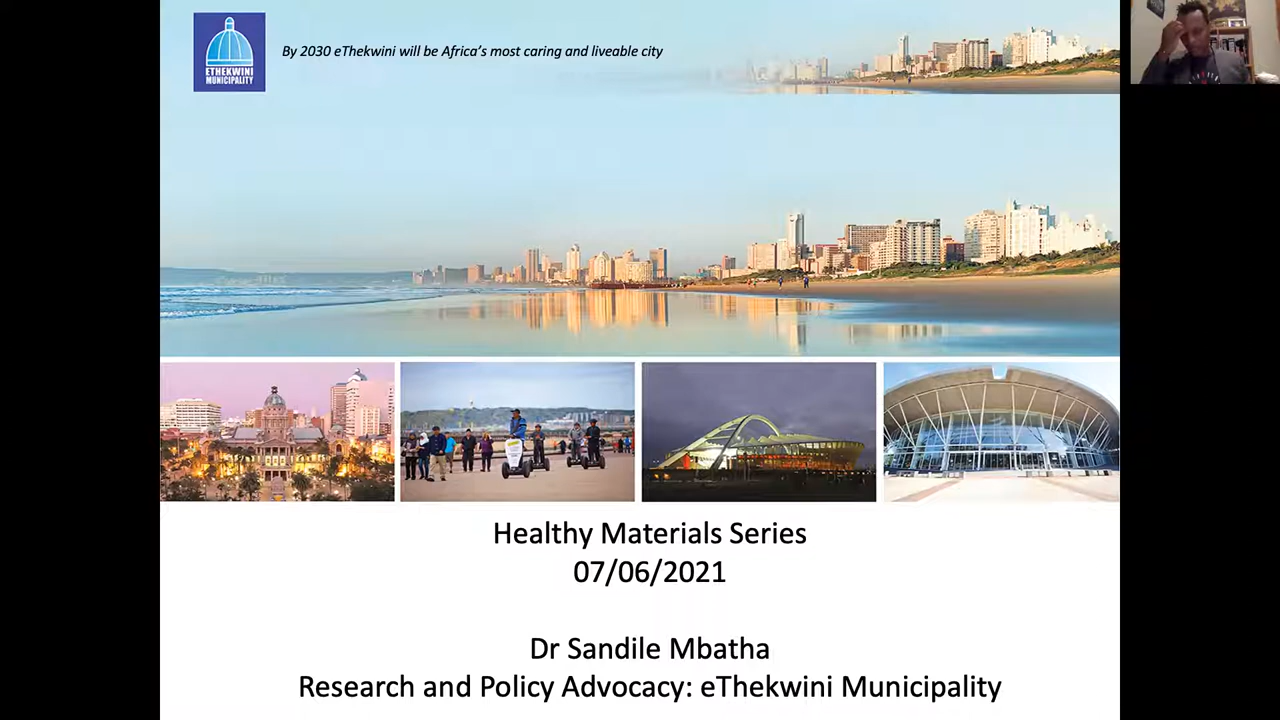 ETHEKWINI
MUNICIPALITY
By 2030 eThekwini will be Africa's most caring and liveable city
Healthy Materials Series
07/06/2021
Dr Sandile Mbatha
Research and Policy Advocacy: eThekwini Municipality